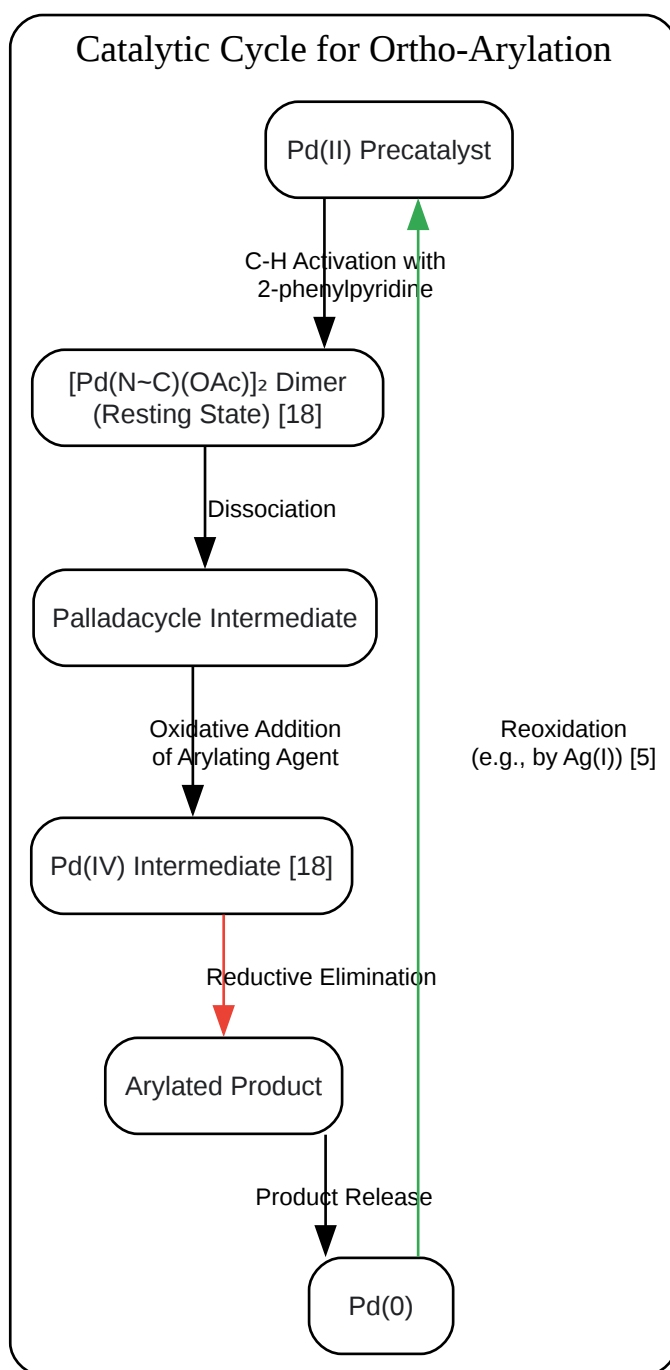 Catalytic Cycle for Ortho-Arylation
Pd(II) Precatalyst
C-H Activation with
2-phenylpyridine
[Pd(N~C)(OAc)]₂ Dimer
(Resting State) [18]
Dissociation
Palladacycle Intermediate
Oxidative Addition
of Arylating Agent
Reoxidation
(e.g., by Ag(I)) [5]
Pd(IV) Intermediate [18]
Reductive Elimination
Arylated Product
Product Release
Pd(0)